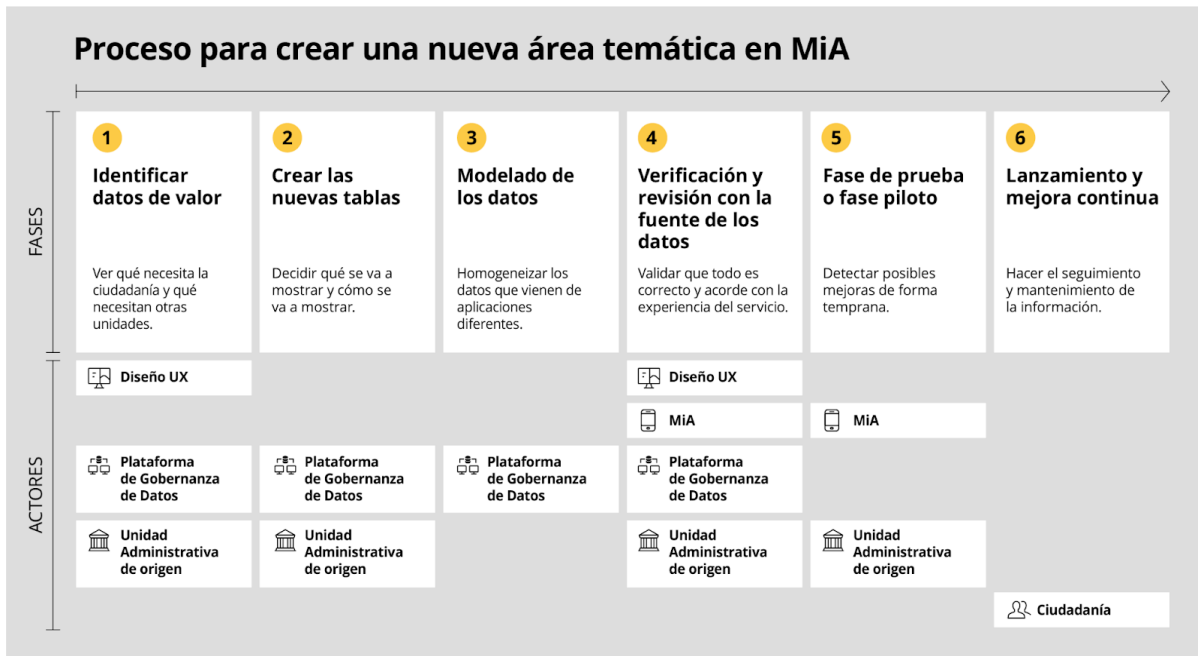 Proceso para crear una nueva área temática en MiA
FASES
1
Identificar
datos de valor
Ver qué necesita la
ciudadanía y qué
necesitan otras
unidades.
2
Crear las
nuevas tablas
Decidir qué se va a
mostrar y cómo se
va a mostrar.
3
Modelado de
los datos
Homogeneizar los
datos que vienen de
aplicaciones
diferentes.
4
Verificación y
revisión con la
fuente de los
datos
Validar que todo es
correcto y acorde con la
experiencia del servicio.
5
Fase de prueba
o fase piloto
Detectar posibles
mejoras de forma
temprana.
6
Lanzamiento y
mejora continua
Hacer el seguimiento
y mantenimiento de
la información.
ACTORES
Diseño UX
Diseño UX
MiA
MiA
Plataforma
de Gobernanza
de Datos
Plataforma
de Gobernanza
de Datos
Plataforma
de Gobernanza
de Datos
Plataforma
de Gobernanza
de Datos
Unidad
Administrativa
de origen
Unidad
Administrativa
de origen
Unidad
Administrativa
de origen
Unidad
Administrativa
de origen
Ciudadanía